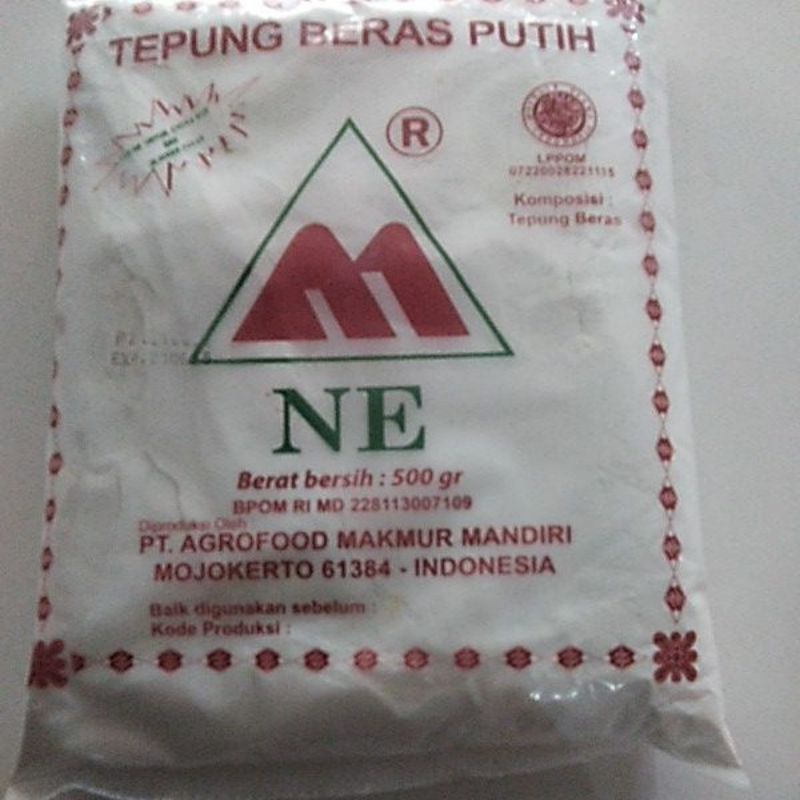 TEPUNG BERAS PUTIH
®
LPPOM
07220028221115
Komposisi :
Tepung Beras
NE
Berat bersih : 500 gr
BPOM RI MD 228113007109
Diproduksi Oleh
PT. AGROFOOD MAKMUR MANDIRI
MOJOKERTO 61384 - INDONESIA
Baik digunakan sebelum :
Kode Produksi :